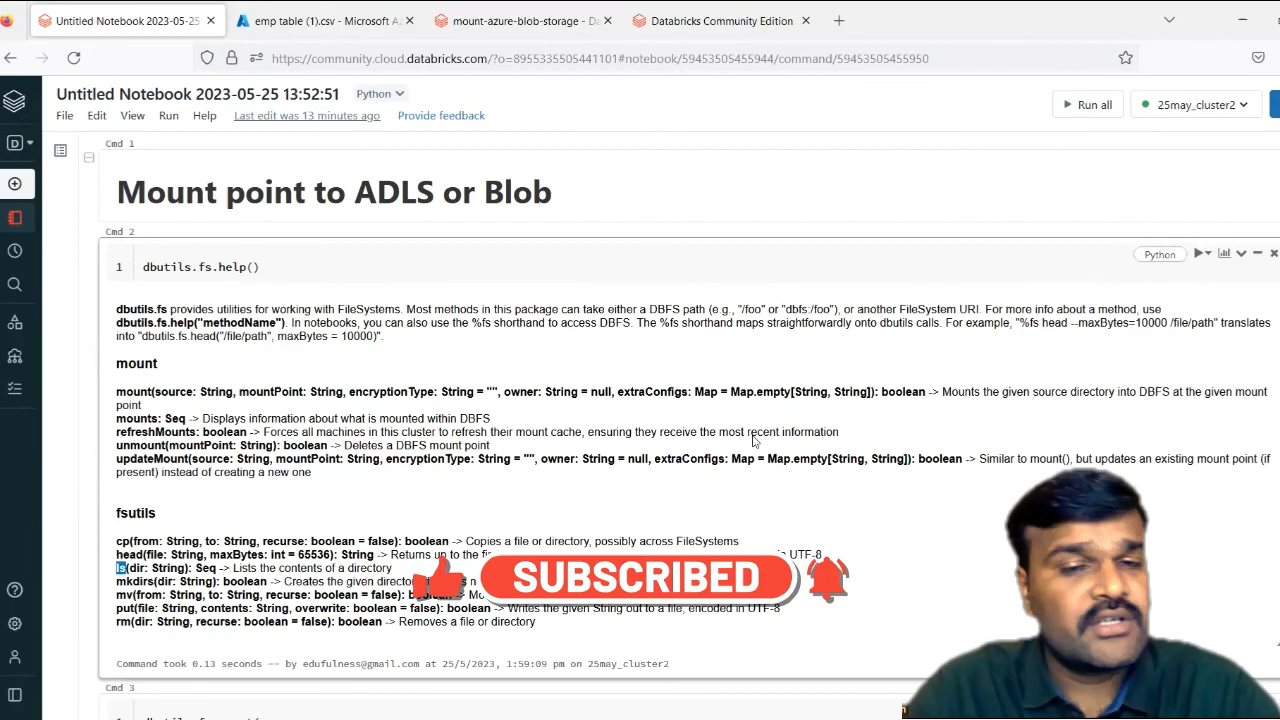 Untitled Notebook 2023-05-25
emp table (1).csv - Microsoft Az
mount-azure-blob-storage - Da
Databricks Community Edition
https://community.cloud.databricks.com/?o=8955335505441101#notebook/59453505455944/command/59453505455950
Untitled Notebook 2023-05-25 13:52:51
Python
File Edit View Run Help Last edit was 13 minutes ago Provide feedback
Run all
25may_cluster2
D
Cmd 1
Mount point to ADLS or Blob
Cmd 2
Python
1 dbutils.fs.help()
dbutils.fs provides utilities for working with FileSystems. Most methods in this package can take either a DBFS path (e.g., "/foo" or "dbfs:/foo"), or another FileSystem URI. For more info about a method, use
dbutils.fs.help("methodName"). In notebooks, you can also use the %fs shorthand to access DBFS. The %fs shorthand maps straightforwardly onto dbutils calls. For example, "%fs head --maxBytes=10000 /file/path" translates
into "dbutils.fs.head("/file/path", maxBytes = 10000)".
mount
mount(source: String, mountPoint: String, encryptionType: String = "", owner: String = null, extraConfigs: Map = Map.empty[String, String]): boolean -> Mounts the given source directory into DBFS at the given mount
point
mounts: Seq -> Displays information about what is mounted within DBFS
refreshMounts: boolean -> Forces all machines in this cluster to refresh their mount cache, ensuring they receive the most recent information
unmount(mountPoint: String): boolean -> Deletes a DBFS mount point
updateMount(source: String, mountPoint: String, encryptionType: String = "", owner: String = null, extraConfigs: Map = Map.empty[String, String]): boolean -> Similar to mount(), but updates an existing mount point (if
present) instead of creating a new one
fsutils
cp(from: String, to: String, recurse: boolean = false): boolean -> Copies a file or directory, possibly across FileSystems
head(file: String, maxBytes: int = 65536): String -> Returns up to the in UTF-8
ls(dir: String): Seq -> Lists the contents of a directory
mkdirs(dir: String): boolean -> Creates the given
mv(from: String, to: String, recurse: boolean = false):
put(file: String, contents: String, overwrite: boolean = false): boolean -> Writes the given String out to a file, encoded in UTF-8
rm(dir: String, recurse: boolean = false): boolean -> Removes a file or directory
SUBSCRIBED
Command took 0.13 seconds -- by edufulness@gmail.com at 25/5/2023, 1:59:09 pm on 25may_cluster2
Cmd 3
1